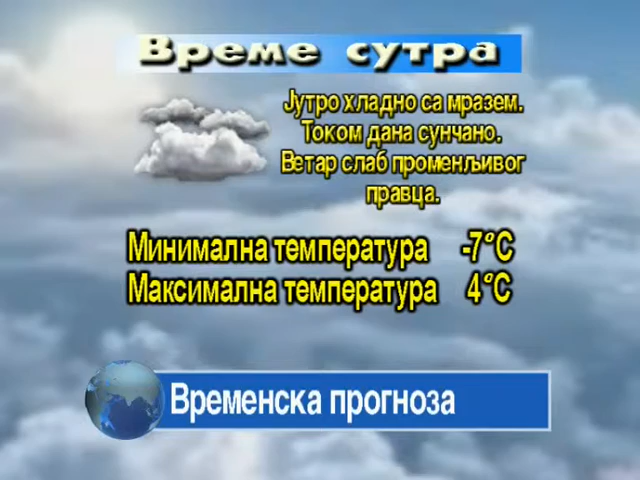 Време сутра
Јутро хладно са мразем.
Током дана сунчано.
Ветар слаб променљивог
правца.
Минимална температура -7°C
Максимална температура 4°C
Временска прогноза